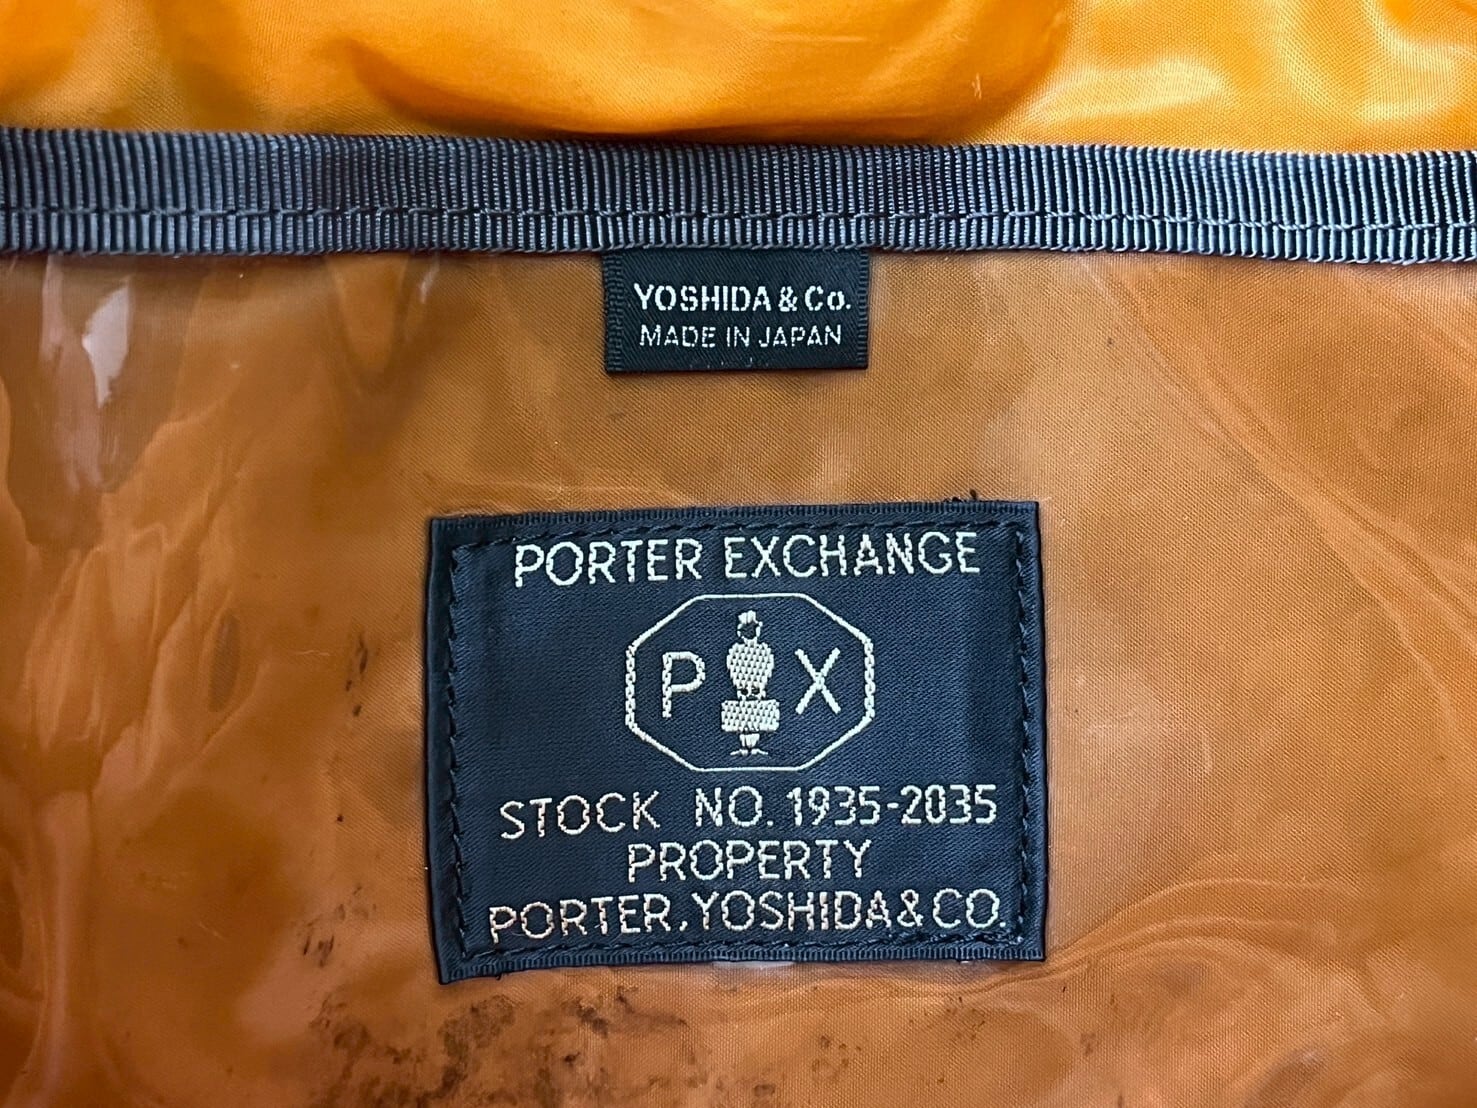 YOSHIDA & Co.
MADE IN JAPAN
PORTER EXCHANGE
P X
STOCK NO. 1935-2035
PROPERTY
PORTER, YOSHIDA & CO.